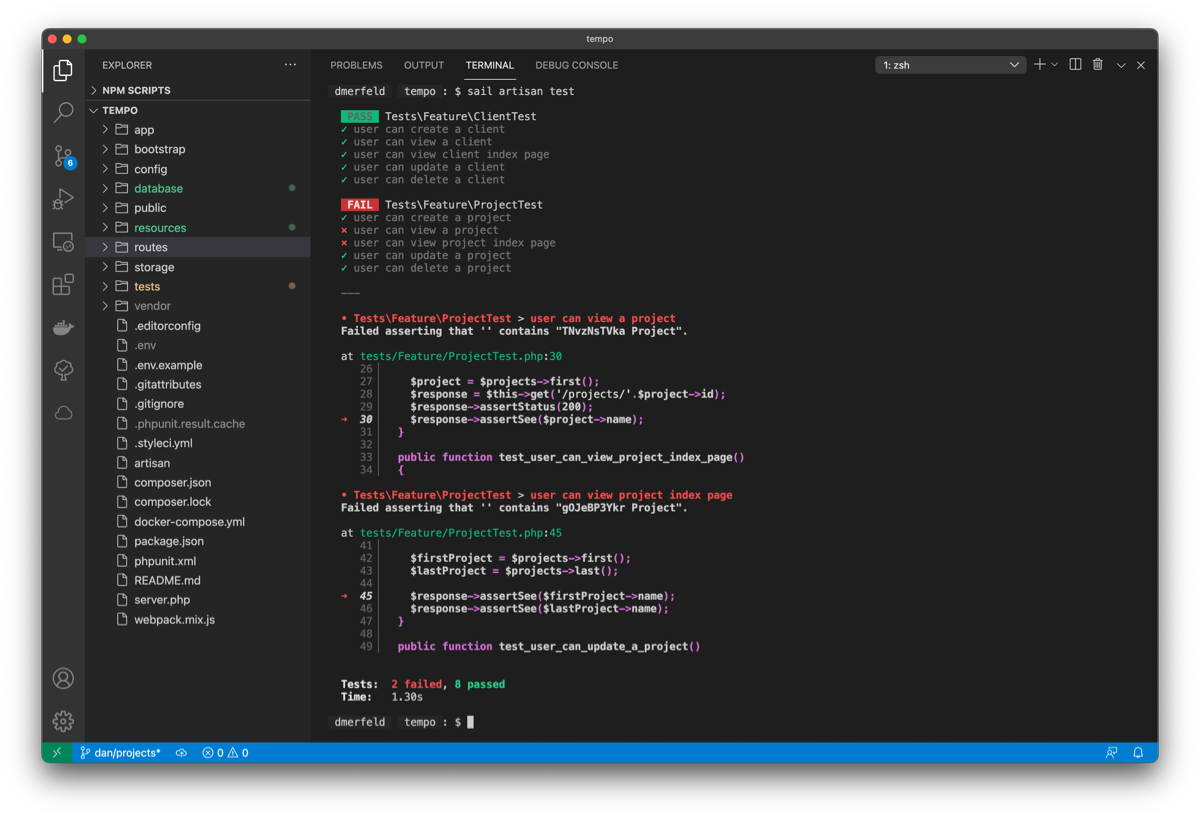 tempo
EXPLORER
NPM SCRIPTS
TEMPO
app
bootstrap
config
database
public
resources
routes
storage
tests
vendor
.editorconfig
.env
.env.example
.gitattributes
.gitignore
.phpunit.result.cache
.styleci.yml
artisan
composer.json
composer.lock
docker-compose.yml
package.json
phpunit.xml
README.md
server.php
webpack.mix.js
6
PROBLEMS OUTPUT TERMINAL DEBUG CONSOLE
1: zsh
dmerfeld tempo : $ sail artisan test
PASS Tests\Feature\ClientTest
✓ user can create a client
✓ user can view a client
✓ user can view client index page
✓ user can update a client
✓ user can delete a client
FAIL Tests\Feature\ProjectTest
✓ user can create a project
⨯ user can view a project
⨯ user can view project index page
✓ user can update a project
✓ user can delete a project
---
• Tests\Feature\ProjectTest > user can view a project
Failed asserting that '' contains "TNvzNsTVka Project".
at tests/Feature/ProjectTest.php:30
26
27 $project = $projects->first();
28 $response = $this->get('/projects/'.$project->id);
29 $response->assertStatus(200);
➜ 30 $response->assertSee($project->name);
31 }
32
33 public function test_user_can_view_project_index_page()
34 {
• Tests\Feature\ProjectTest > user can view project index page
Failed asserting that '' contains "gOJeBP3Ykr Project".
at tests/Feature/ProjectTest.php:45
41
42 $firstProject = $projects->first();
43 $lastProject = $projects->last();
44
➜ 45 $response->assertSee($firstProject->name);
46 $response->assertSee($lastProject->name);
47 }
48
49 public function test_user_can_update_a_project()
Tests: 2 failed, 8 passed
Time: 1.30s
dmerfeld tempo : $
dan/projects* 0 0